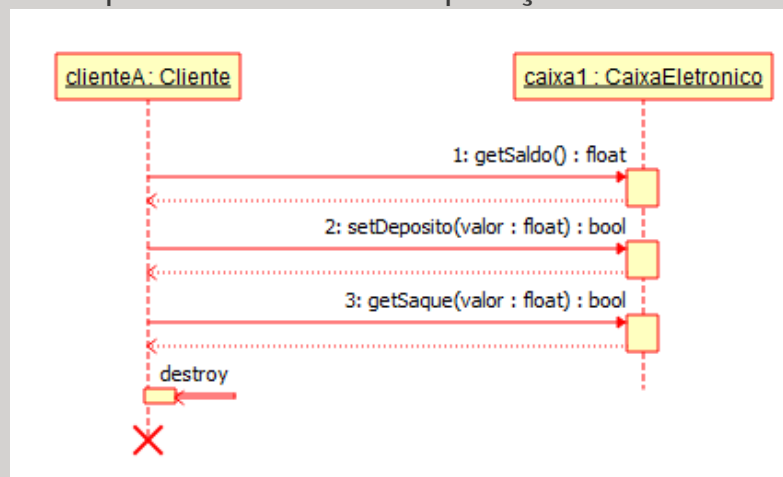 clienteA: Cliente
caixa1 : CaixaEletronico
1: getSaldo() : float
2: setDeposito(valor : float) : bool
3: getSaque(valor : float) : bool
destroy